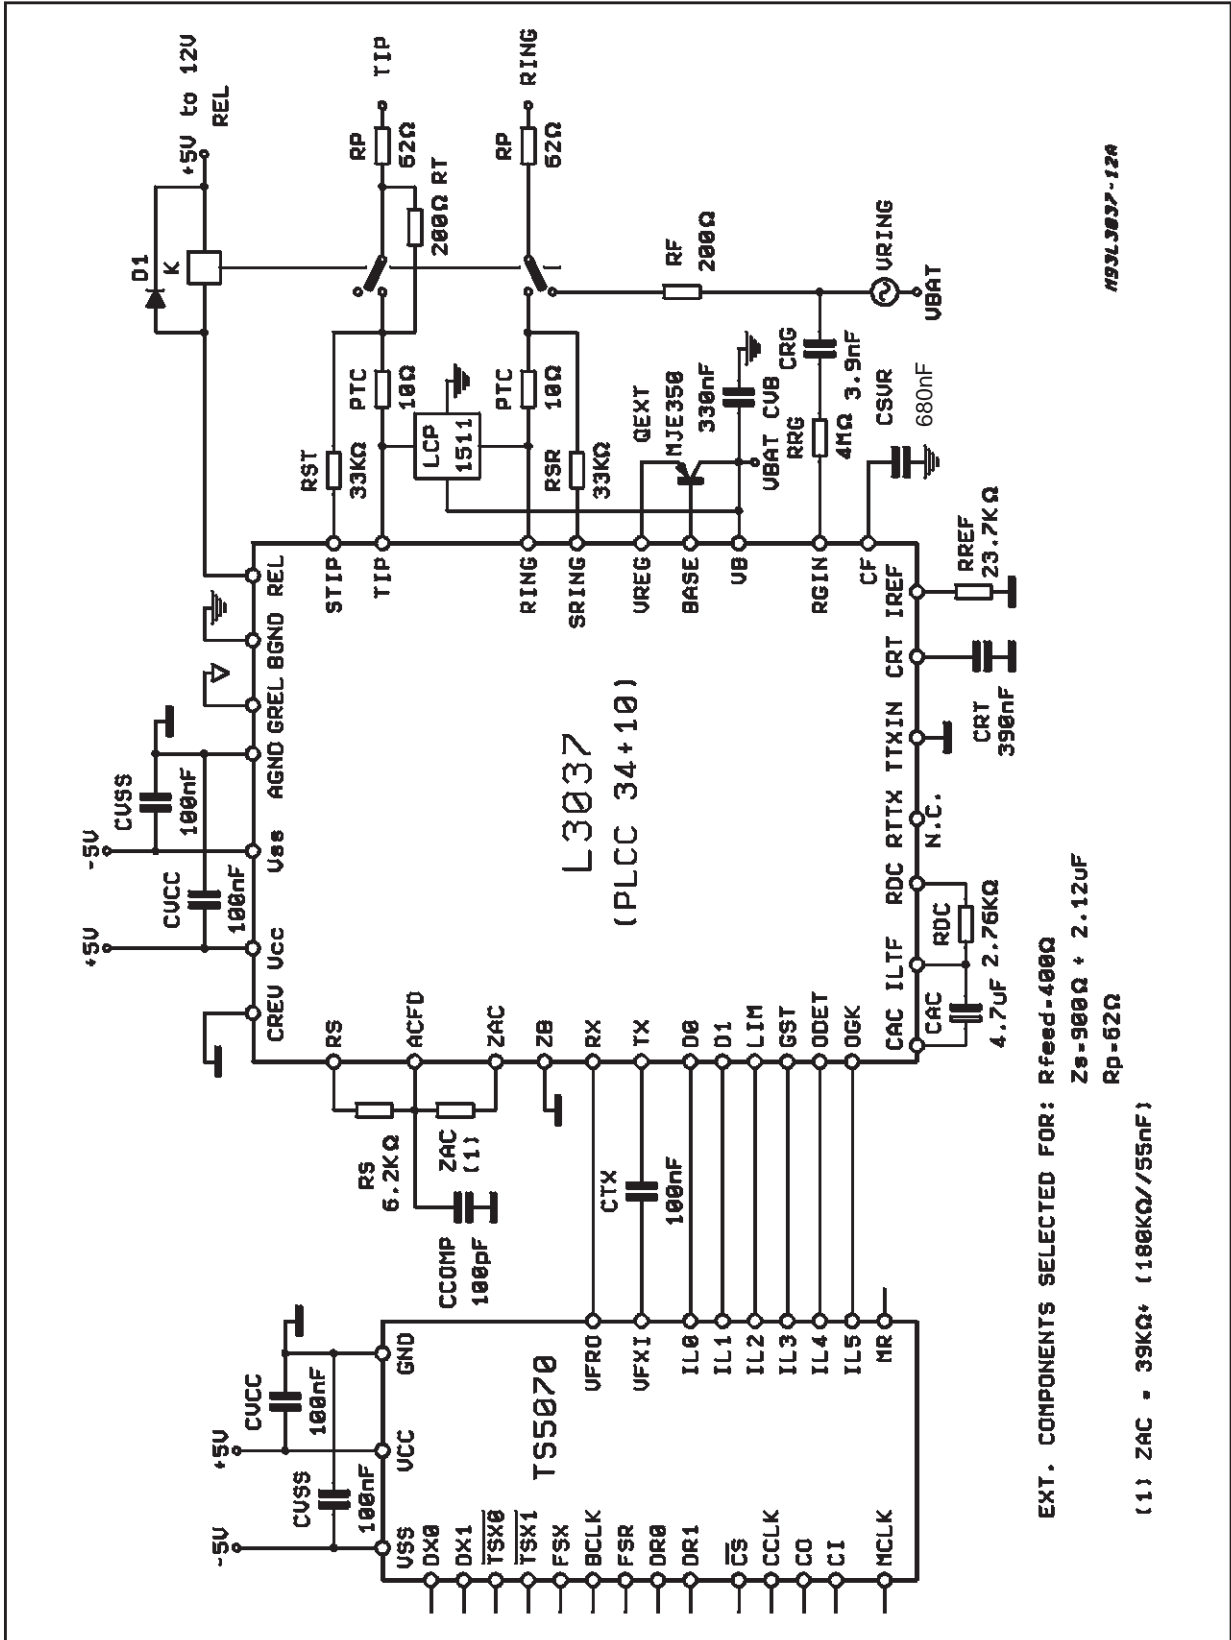 +5V to 12V
REL
D1
K
RP
62Ω
TIP
200Ω RT
RP
62Ω
RING
RF
200Ω
VRING
VBAT
RST
33KΩ
PTC
10Ω
LCP
1511
PTC
10Ω
RSR
33KΩ
QEXT
MJE350
330nF
VBAT CVB
CRG
3.9nF
RRG
4MΩ
CSVR
680nF
-5V
CVSS
100nF
+5V
CVCC
100nF
CREV
Vcc
Vss
AGND
GREL
BGND
REL
STIP
TIP
RING
SRING
VREG
BASE
VB
RGIN
CF
L3037
(PLCC 34+10)
RS
ACFD
ZAC
ZB
RX
TX
D0
D1
LIM
GST
ODET
OGK
CAC
ILTF
RDC
RTTX
TTXIN
CRT
IREF
RREF
23.7KΩ
CRT
390nF
N.C.
RDC
2.76KΩ
CAC
4.7uF
RS
6.2KΩ
ZAC
(1)
CCOMP
100pF
CTX
100nF
-5V
CVSS
100nF
+5V
CVCC
100nF
VSS
VCC
GND
TS5070
DX0
DX1
TSX0
TSX1
FSX
BCLK
FSR
DR0
DR1
CS
CCLK
CO
CI
MCLK
VFRO
VFXI
IL0
IL1
IL2
IL3
IL4
IL5
MR
EXT. COMPONENTS SELECTED FOR: Rfeed=400Ω
Zs=900Ω + 2.12uF
Rp=62Ω
(1) ZAC = 39KΩ+ (180KΩ//55nF)
M93L3037-12A